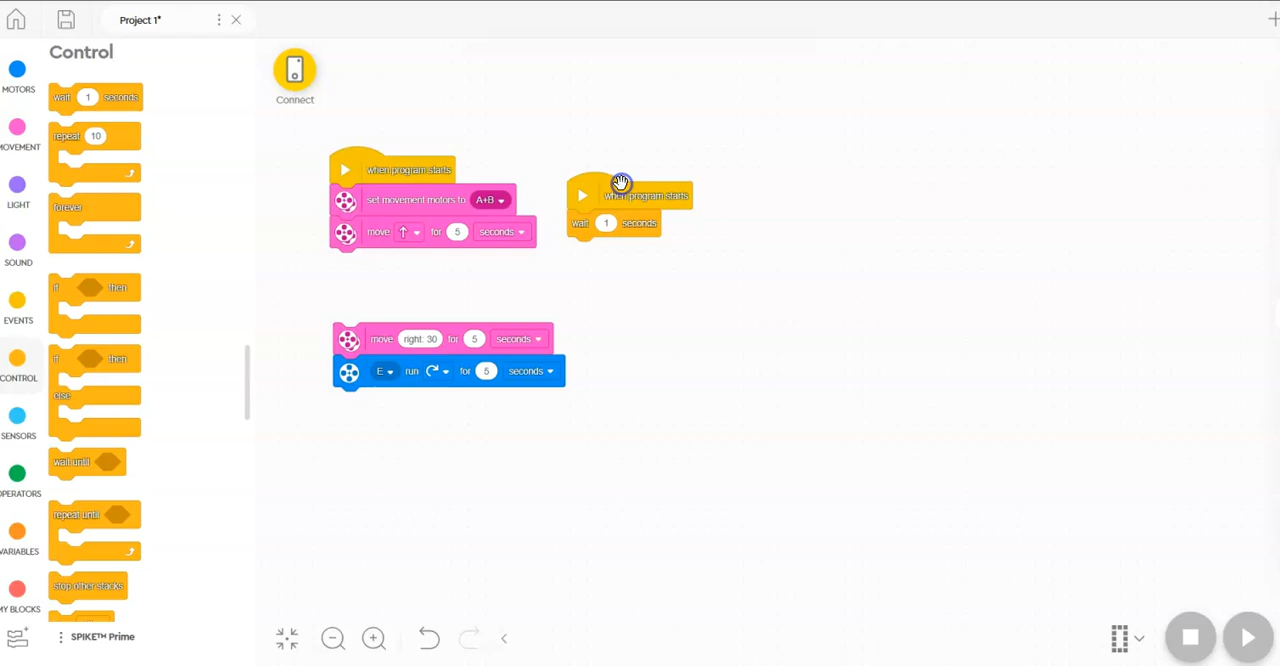 Project 1*
Control
MOTORS
MOVEMENT
LIGHT
SOUND
EVENTS
CONTROL
SENSORS
OPERATORS
VARIABLES
MY BLOCKS
wait 1 seconds
repeat 10
forever
if then
if then
else
wait until
repeat until
stop other stacks
SPIKE™ Prime
Connect
when program starts
set movement motors to A+B
move for 5 seconds
when program starts
wait 1 seconds
move right: 30 for 5 seconds
E run for 5 seconds